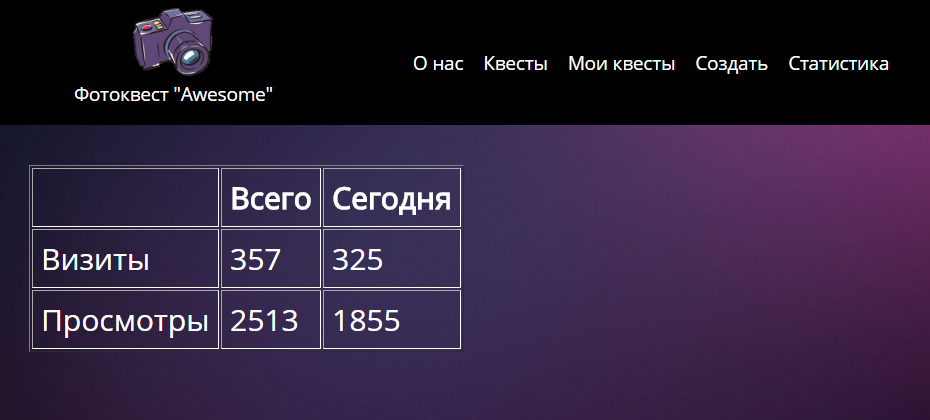 Фотоквест "Awesome"
О нас Квесты Мои квесты Создать Статистика
Всего Сегодня
Визиты 357 325
Просмотры 2513 1855